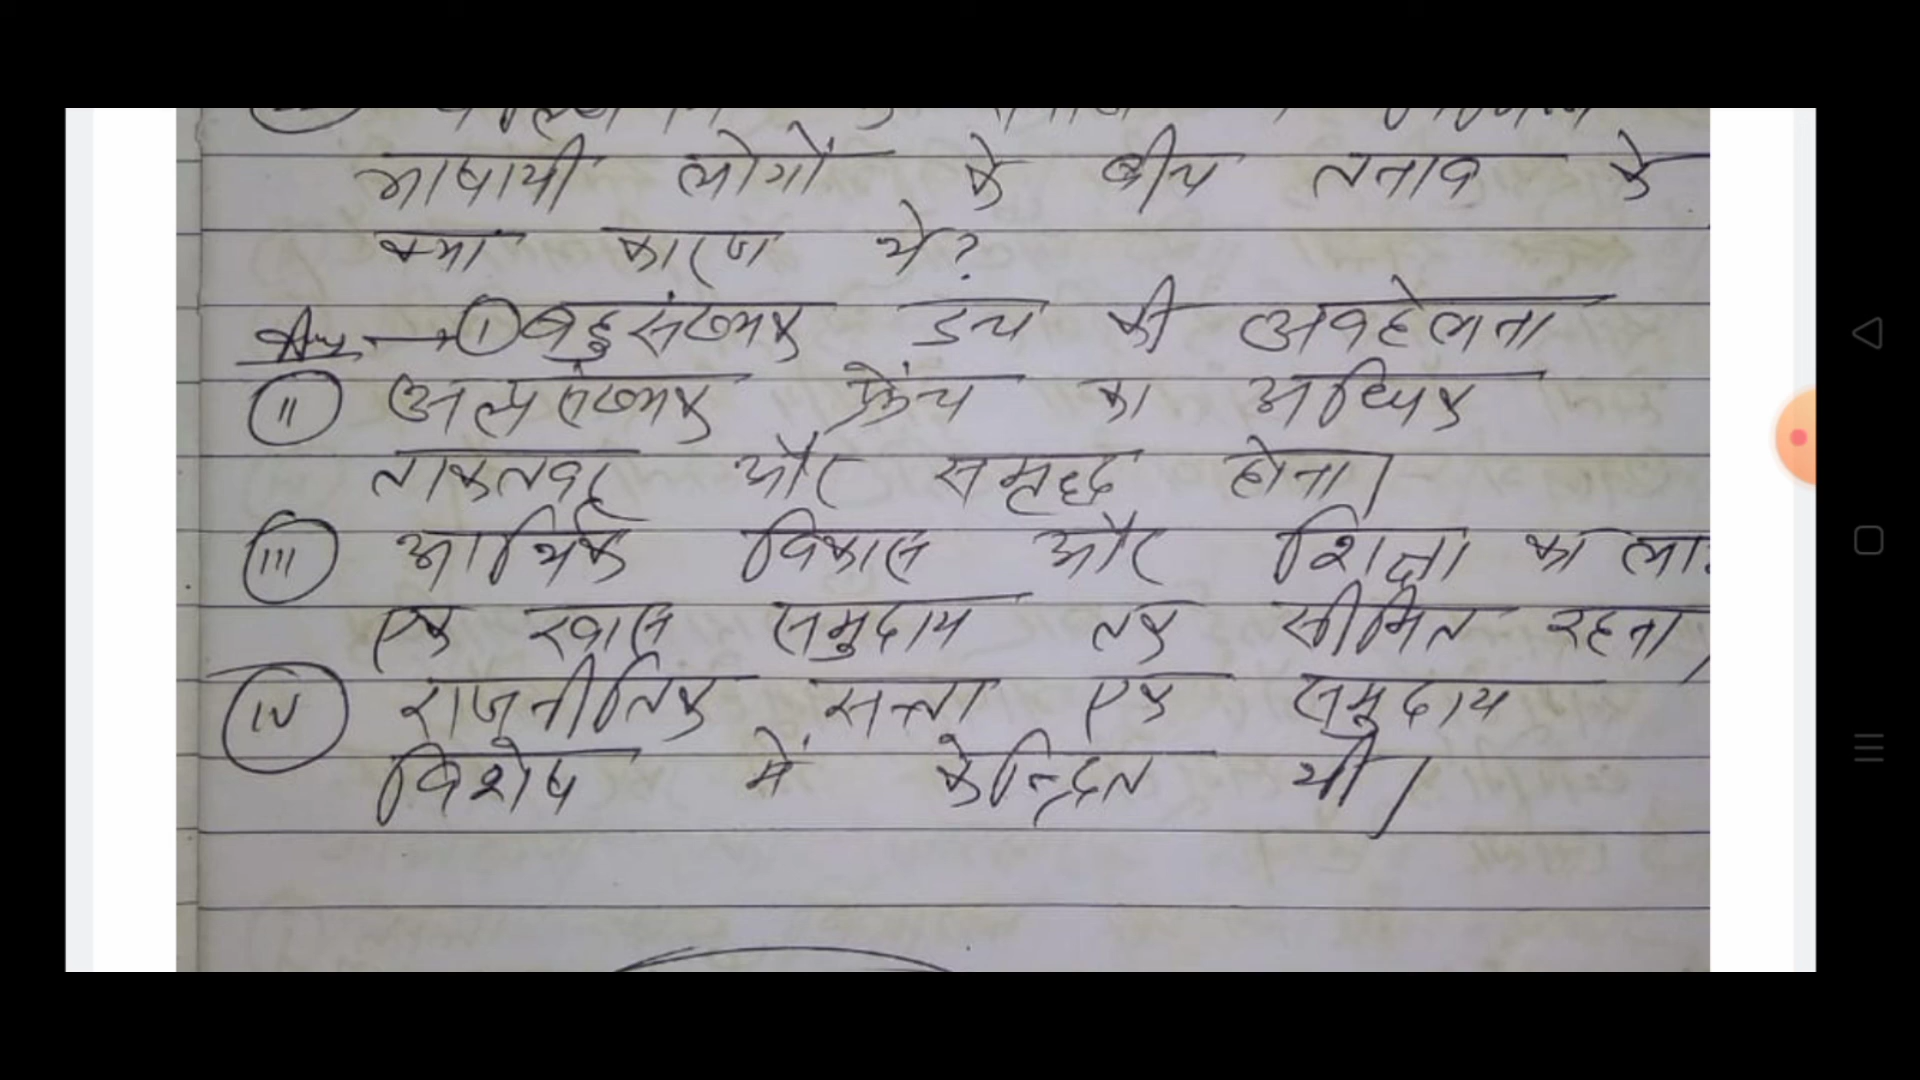 भाषायी लोगों के बीच तनाव के
क्या कारण थे?
Ans → (i) बहुसंख्यक डच की अवहेलना
(ii) अल्पसंख्यक फ्रेंच का अधिक
ताकतवर और समृद्ध होना।
(iii) आर्थिक विकास और शिक्षा का
एक खास समुदाय तक सीमित रहना।
(iv) राजनीतिक सत्ता एक समुदाय
विशेष में केन्द्रित थी।